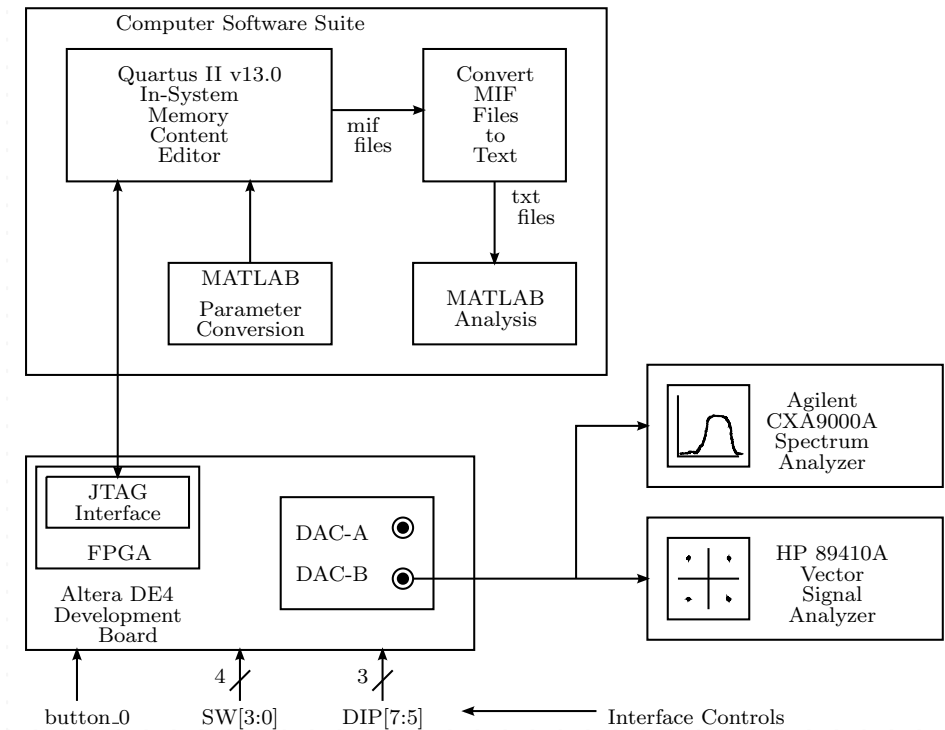 Computer Software Suite
Quartus II v13.0
In-System
Memory
Content
Editor
mif
files
Convert
MIF
Files
to
Text
txt
files
MATLAB
Parameter
Conversion
MATLAB
Analysis
Agilent
CXA9000A
Spectrum
Analyzer
JTAG
Interface
FPGA
DAC-A
DAC-B
Altera DE4
Development
Board
HP 89410A
Vector
Signal
Analyzer
4
3
button_0
SW[3:0]
DIP[7:5]
Interface Controls